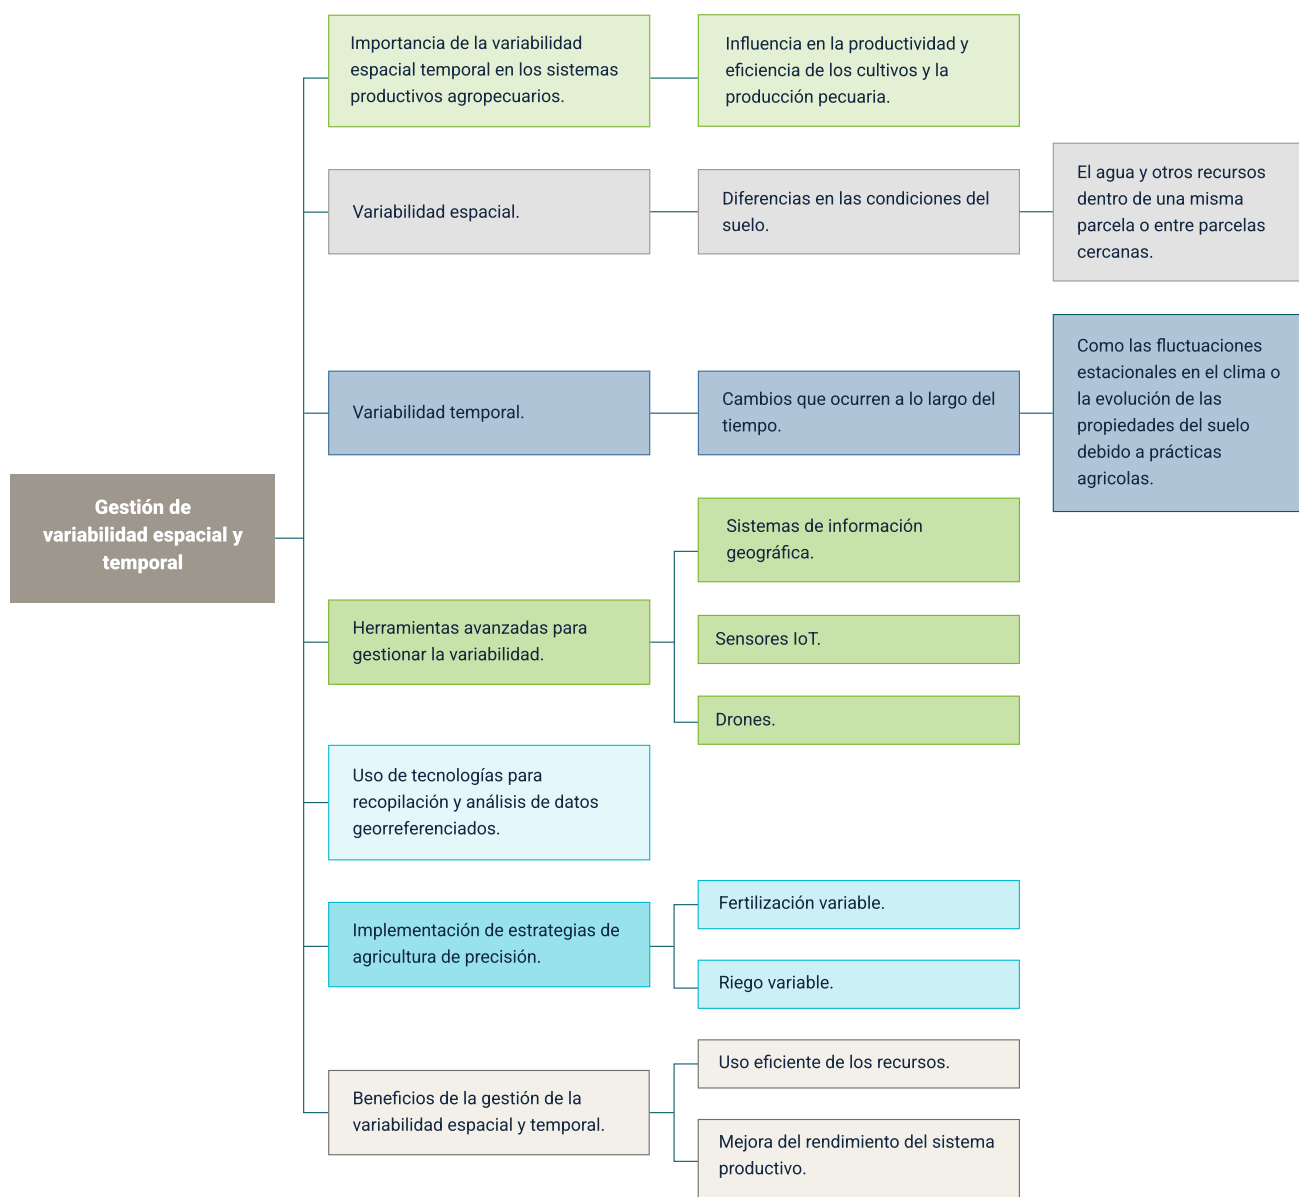 Gestión de
variabilidad espacial y
temporal
Importancia de la variabilidad
espacial temporal en los sistemas
productivos agropecuarios.
Influencia en la productividad y
eficiencia de los cultivos y la
producción pecuaria.
Variabilidad espacial.
Diferencias en las condiciones del
suelo.
El agua y otros recursos
dentro de una misma
parcela o entre parcelas
cercanas.
Variabilidad temporal.
Cambios que ocurren a lo largo del
tiempo.
Como las fluctuaciones
estacionales en el clima o
la evolución de las
propiedades del suelo
debido a prácticas
agricolas.
Herramientas avanzadas para
gestionar la variabilidad.
Sistemas de información
geográfica.
Sensores IoT.
Drones.
Uso de tecnologías para
recopilación y análisis de datos
georreferenciados.
Implementación de estrategias de
agricultura de precisión.
Fertilización variable.
Riego variable.
Beneficios de la gestión de la
variabilidad espacial y temporal.
Uso eficiente de los recursos.
Mejora del rendimiento del sistema
productivo.